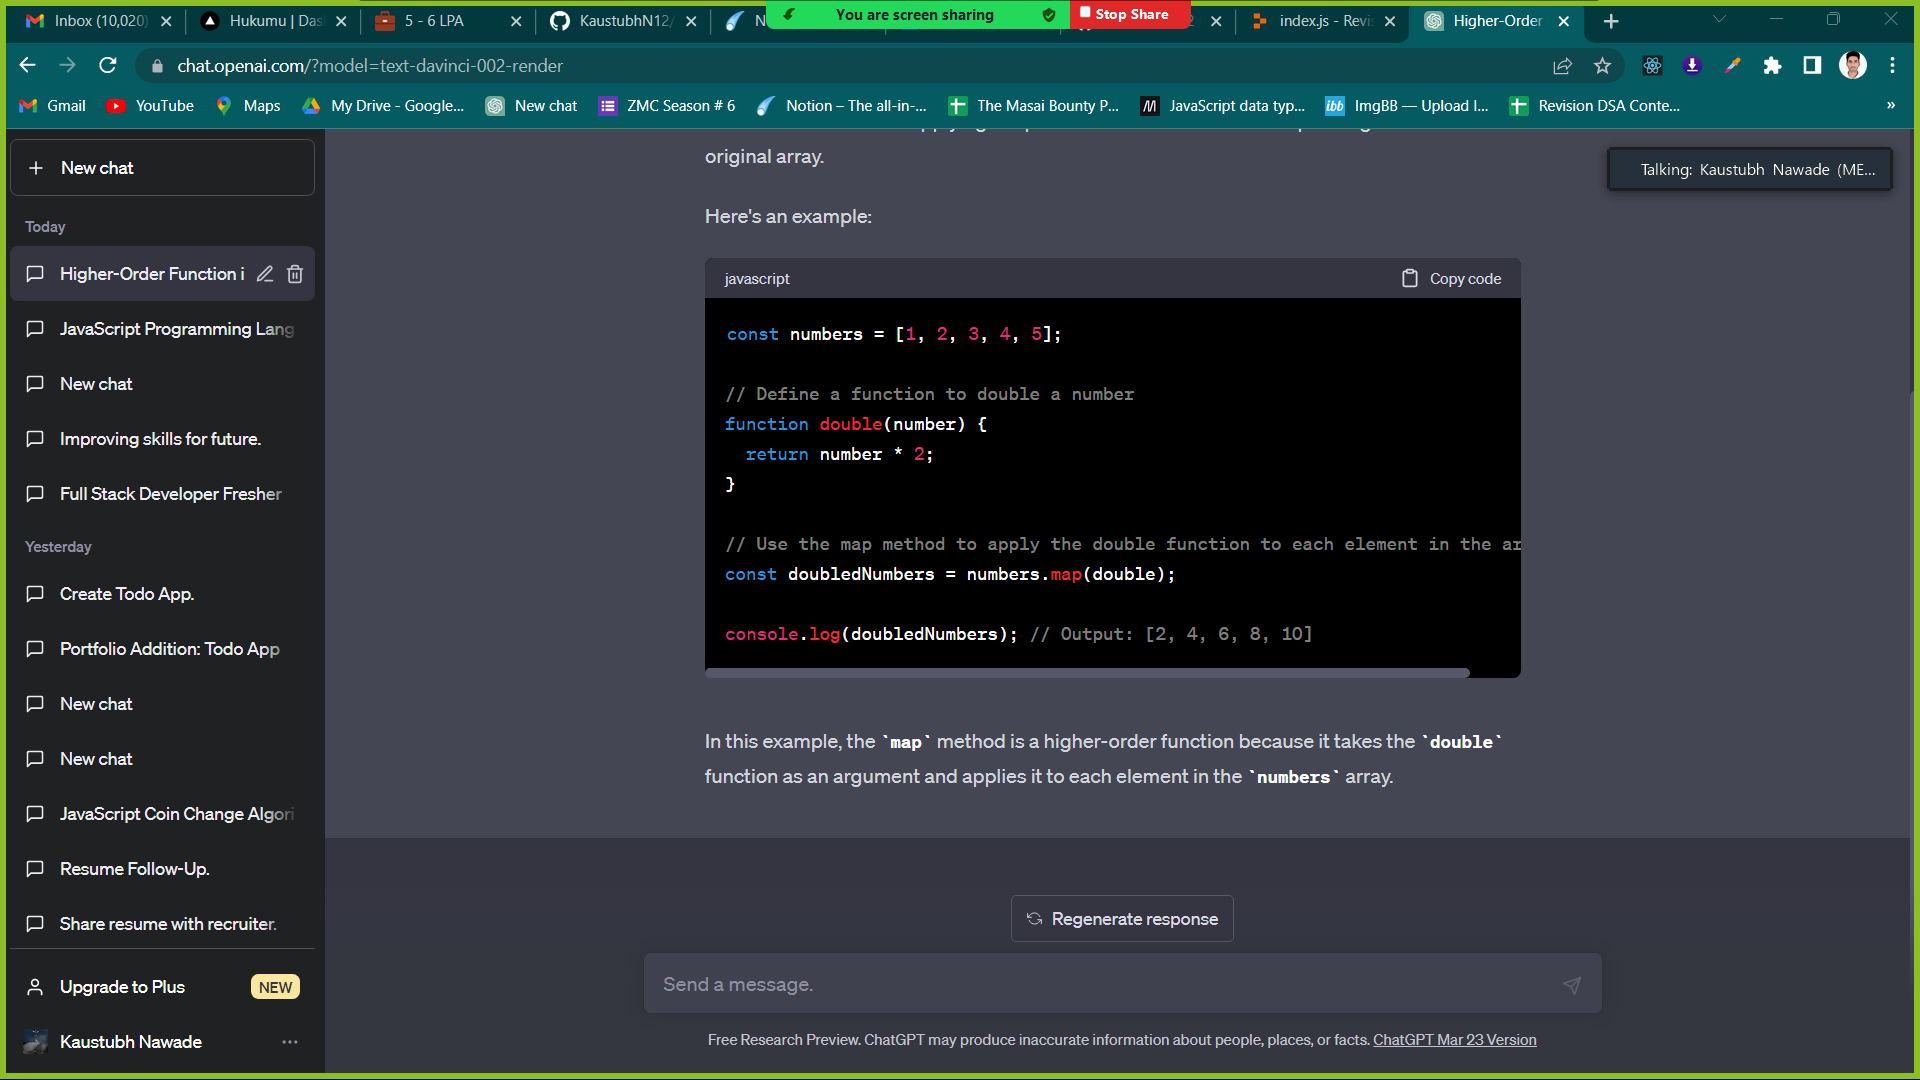 Inbox (10,020)
Hukumu | Das
5 - 6 LPA
KaustubhN12/
N
You are screen sharing
Stop Share
2
index.js - Revis
Higher-Order
chat.openai.com/?model=text-davinci-002-render
Gmail
YouTube
Maps
My Drive - Google...
New chat
ZMC Season # 6
Notion – The all-in-...
The Masai Bounty P...
JavaScript data typ...
ImgBB — Upload I...
Revision DSA Conte...
»
New chat
Today
Higher-Order Function i
JavaScript Programming Lang
New chat
Improving skills for future.
Full Stack Developer Fresher
Yesterday
Create Todo App.
Portfolio Addition: Todo App
New chat
New chat
JavaScript Coin Change Algori
Resume Follow-Up.
Share resume with recruiter.
Upgrade to Plus
NEW
Kaustubh Nawade
original array.
Talking: Kaustubh Nawade (ME...
Here's an example:
javascript
Copy code
const numbers = [1, 2, 3, 4, 5];
// Define a function to double a number
function double(number) {
return number * 2;
}
// Use the map method to apply the double function to each element in the ar
const doubledNumbers = numbers.map(double);
console.log(doubledNumbers); // Output: [2, 4, 6, 8, 10]
In this example, the `map` method is a higher-order function because it takes the `double`
function as an argument and applies it to each element in the `numbers` array.
Regenerate response
Send a message.
Free Research Preview. ChatGPT may produce inaccurate information about people, places, or facts. ChatGPT Mar 23 Version